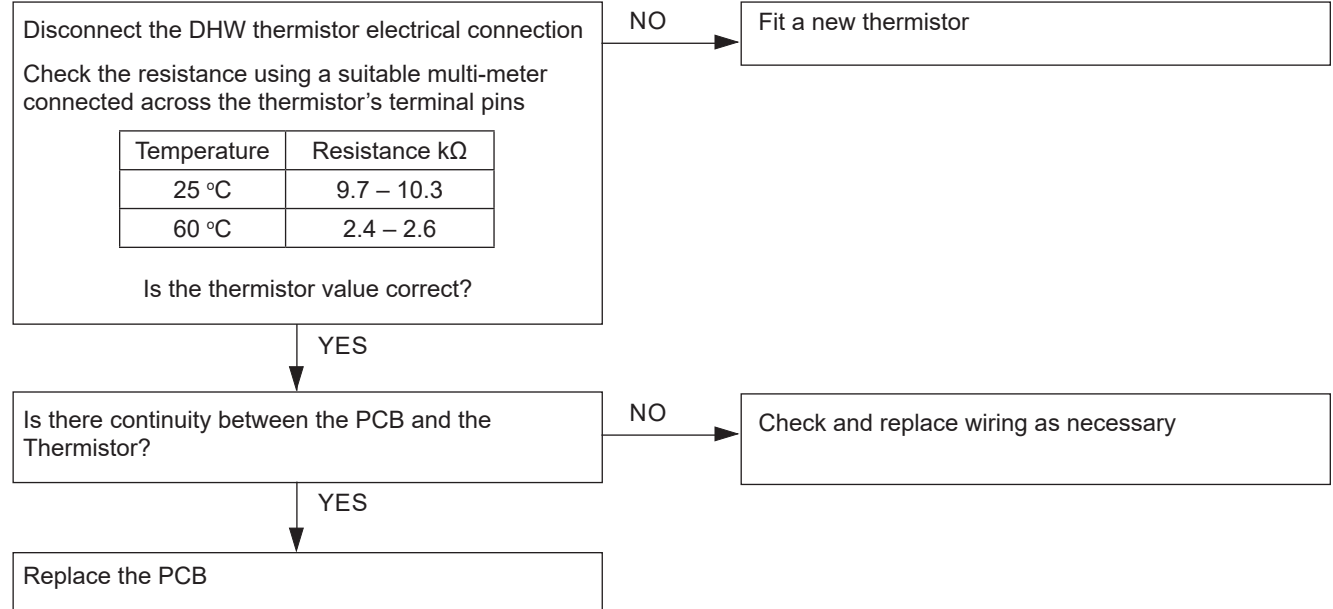 Disconnect the DHW thermistor electrical connection
Check the resistance using a suitable multi-meter
connected across the thermistor’s terminal pins
Temperature Resistance kΩ
25 °C 9.7 – 10.3
60 °C 2.4 – 2.6
Is the thermistor value correct?
NO
Fit a new thermistor
YES
Is there continuity between the PCB and the
Thermistor?
NO
Check and replace wiring as necessary
YES
Replace the PCB